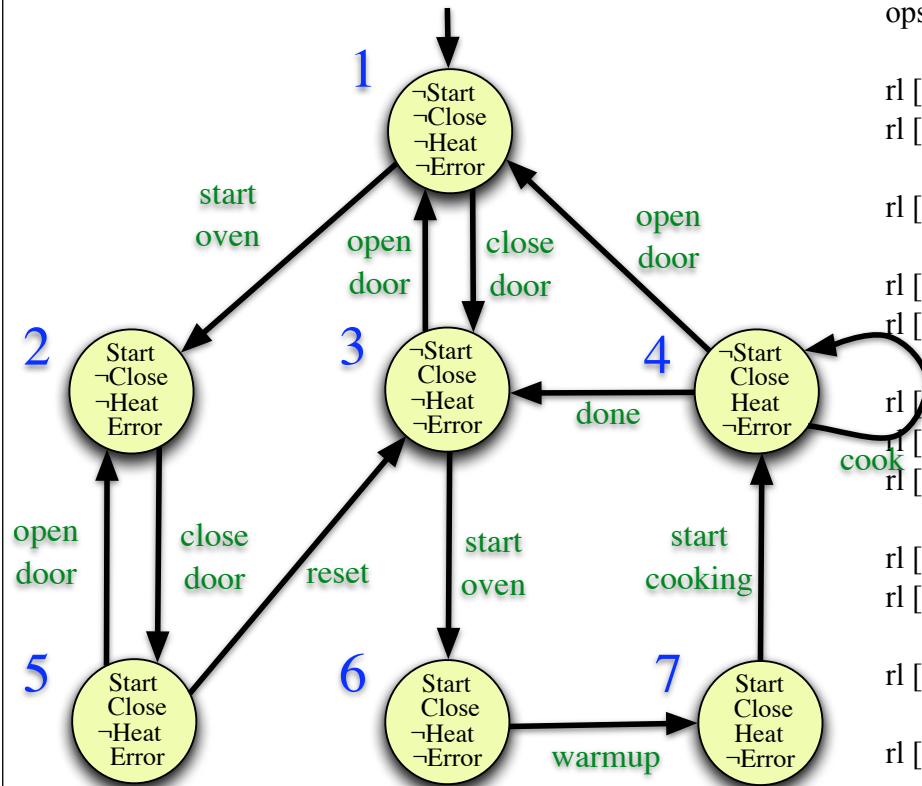 ops
1
¬Start
¬Close
¬Heat
¬Error
rl [
rl [
start
oven
open
door
close
door
open
door
rl [
rl [
rl [
2
Start
¬Close
¬Heat
Error
3
¬Start
Close
¬Heat
¬Error
4
¬Start
Close
Heat
¬Error
done
cook
rl [
rl [
rl [
open
door
close
door
reset
start
oven
start
cooking
rl [
rl [
5
Start
Close
¬Heat
Error
6
Start
Close
¬Heat
¬Error
7
Start
Close
Heat
¬Error
warmup
rl [
rl [